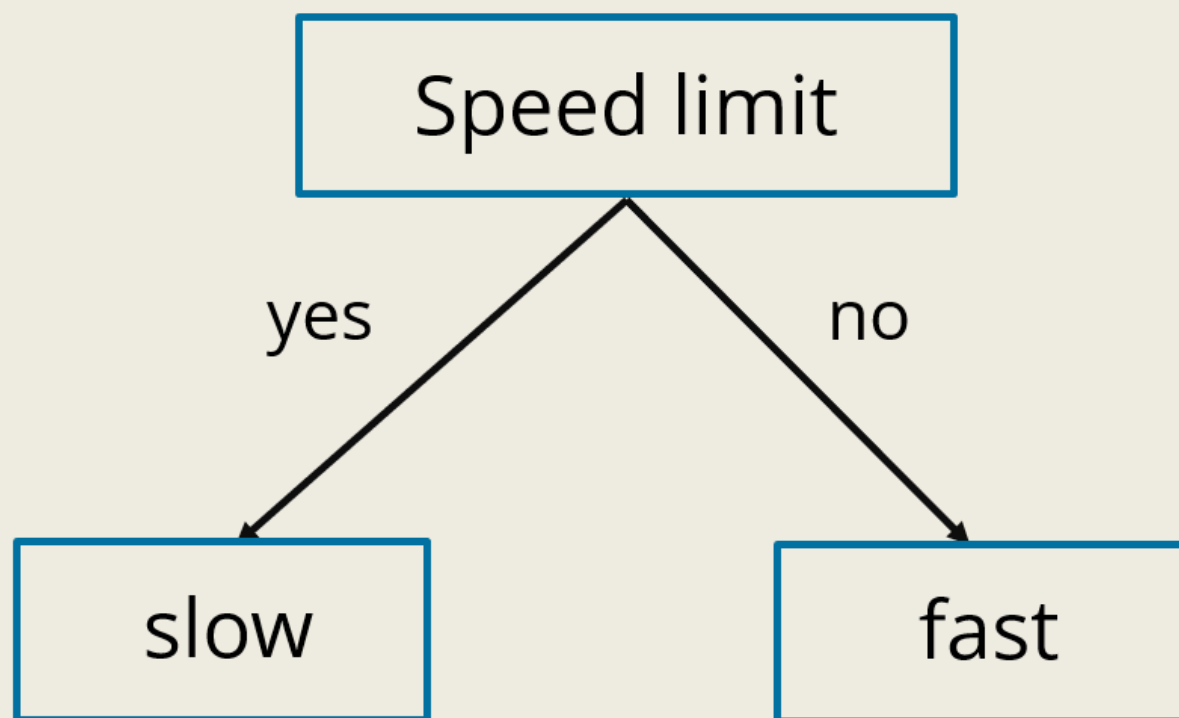 Speed limit
yes
no
slow
fast